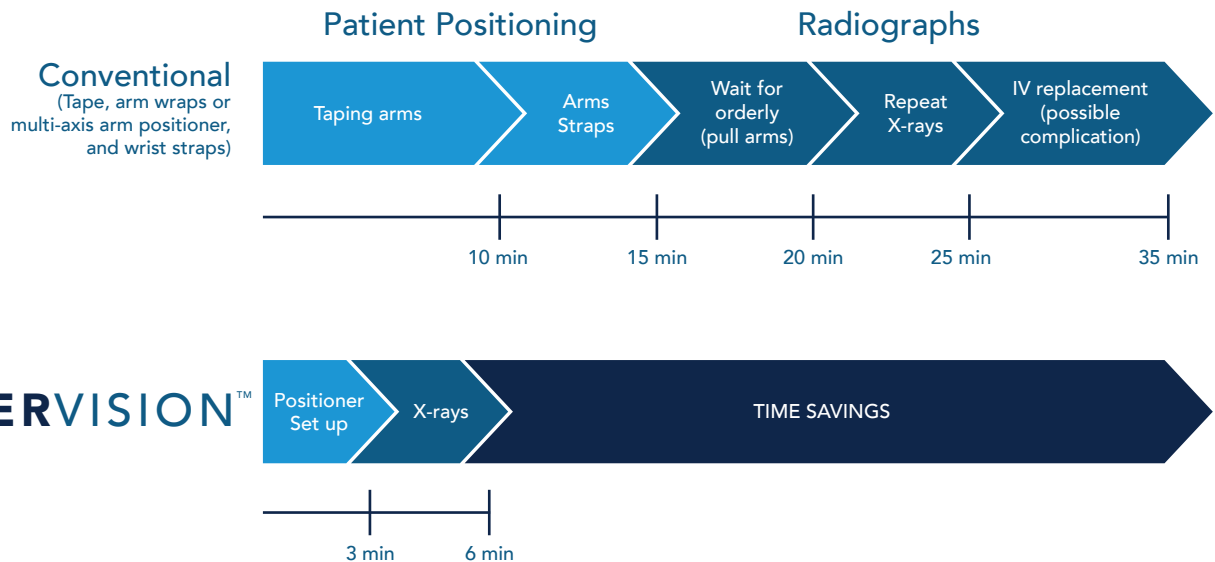 Patient Positioning
Radiographs
Conventional
(Tape, arm wraps or
multi-axis arm positioner,
and wrist straps)
Taping arms
Arms
Straps
Wait for
orderly
(pull arms)
Repeat
X-rays
IV replacement
(possible
complication)
10 min
15 min
20 min
25 min
35 min
ERVISION™
Positioner
Set up
X-rays
TIME SAVINGS
3 min
6 min